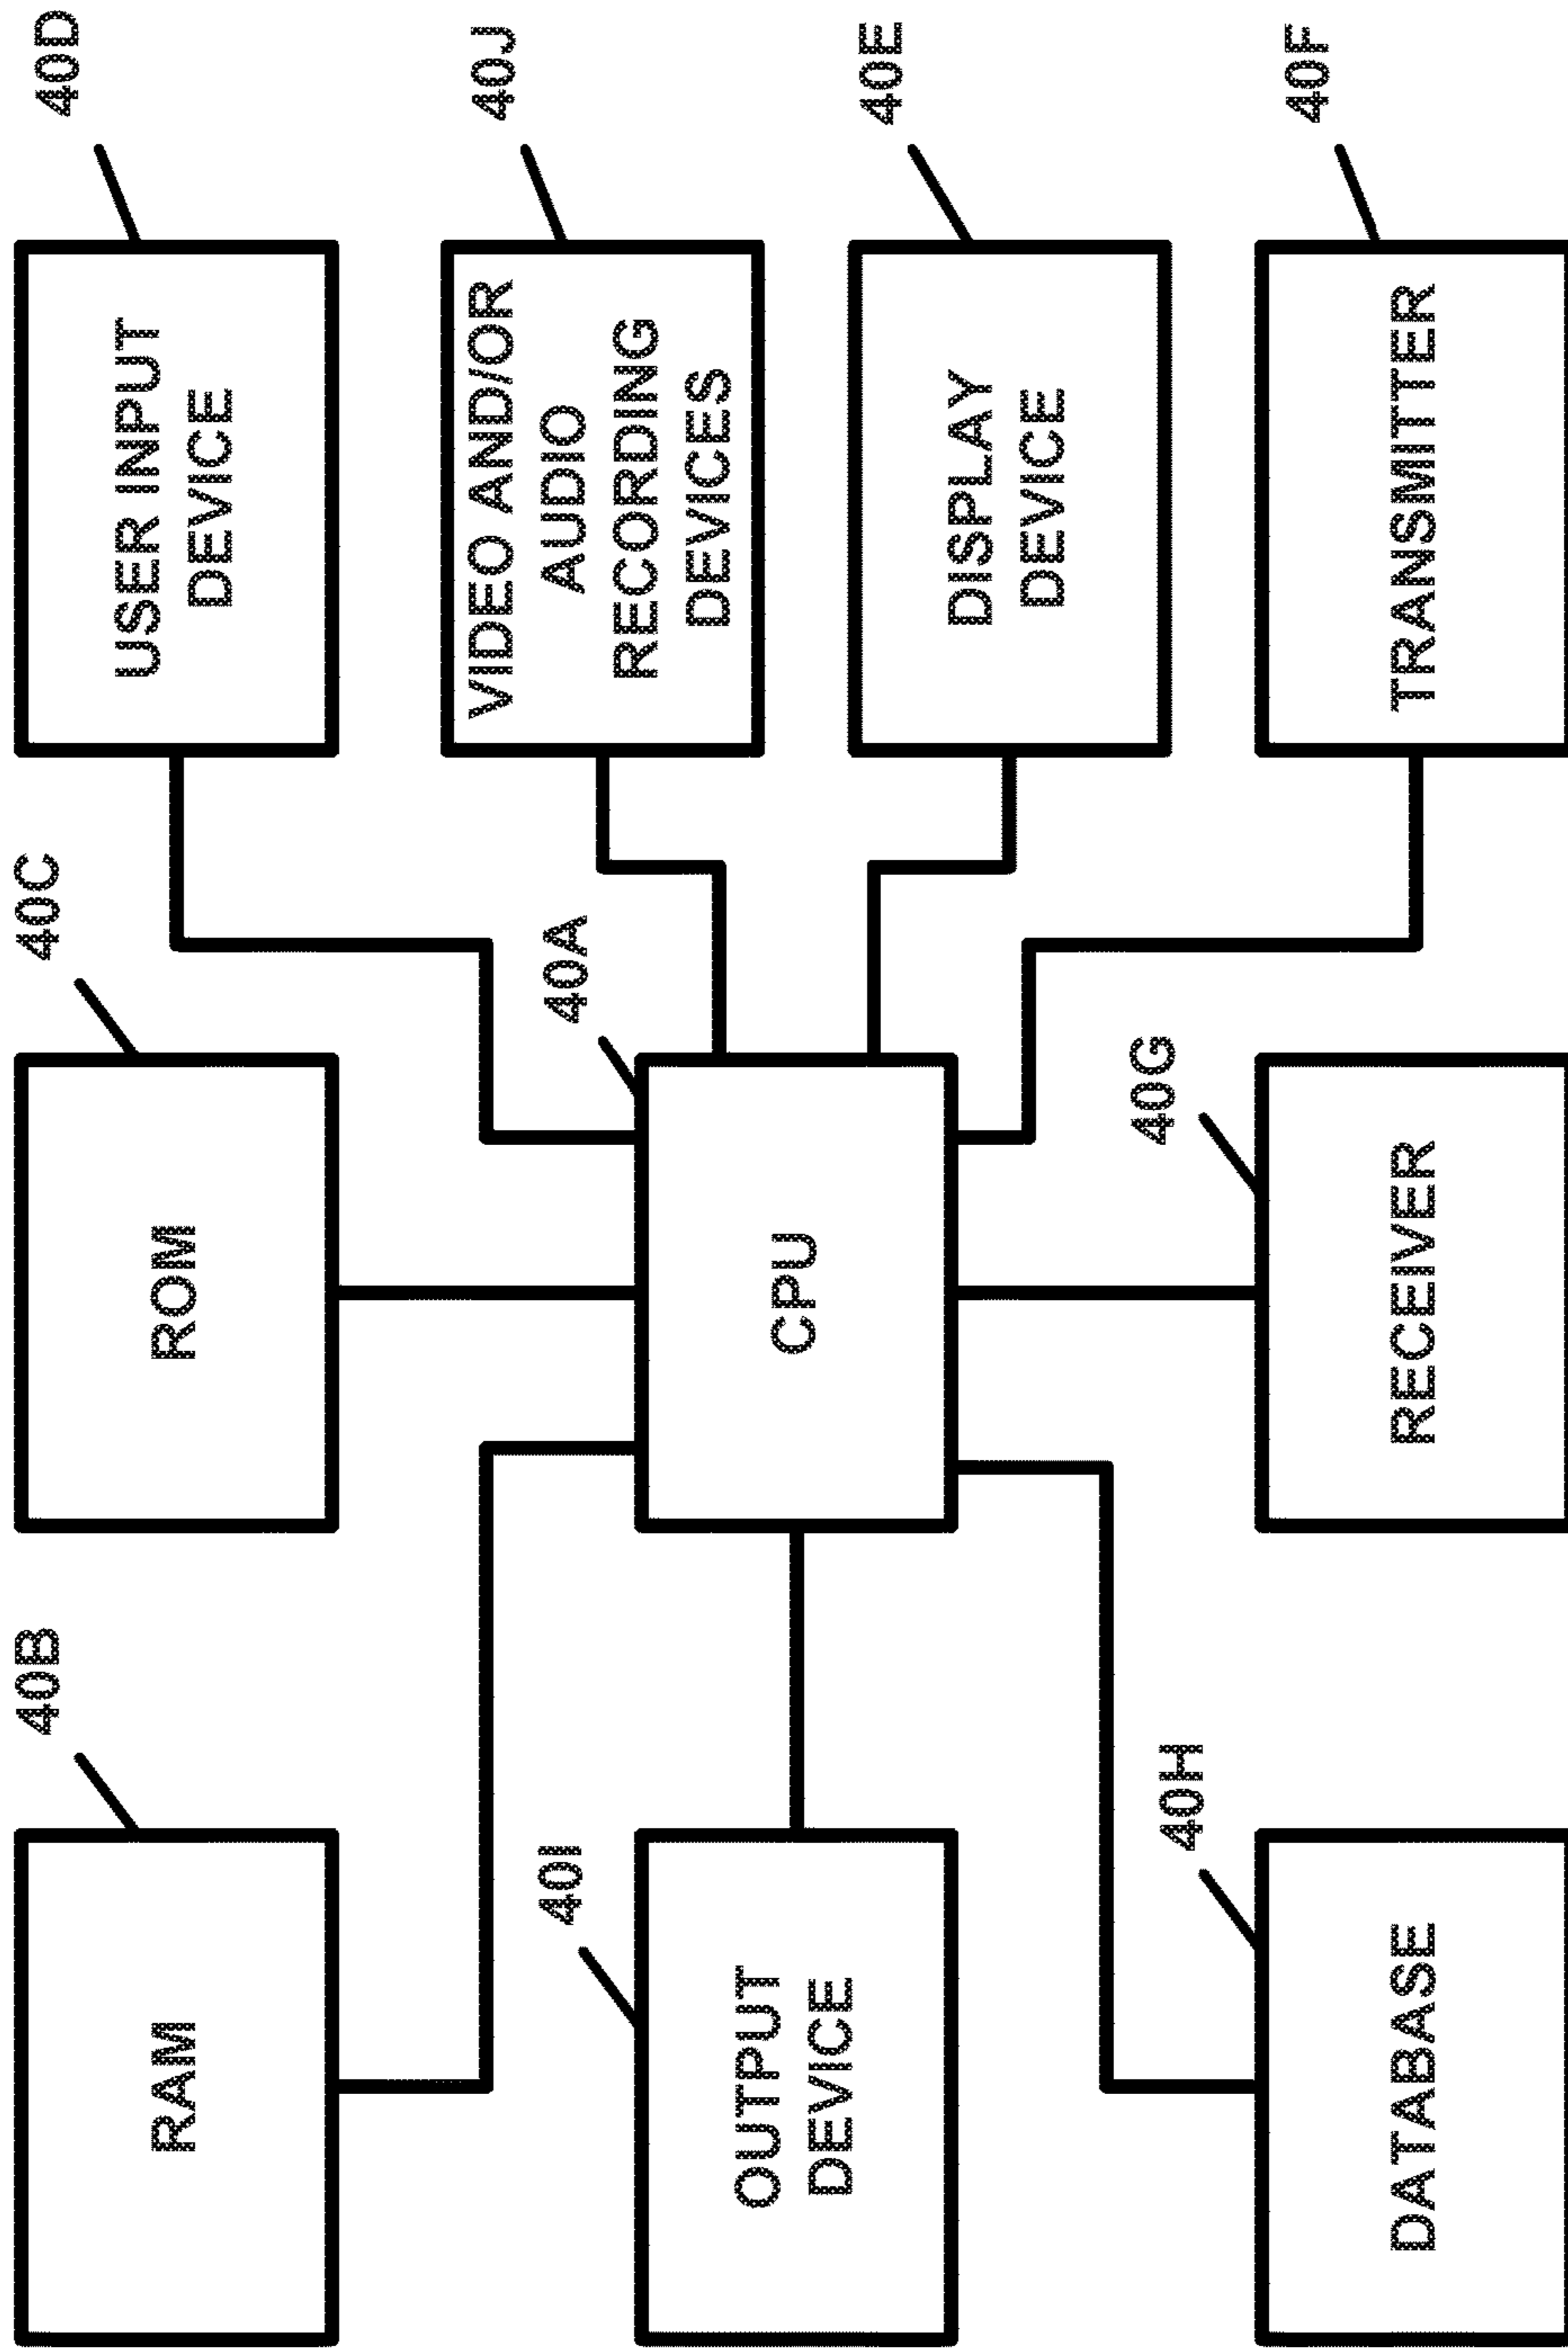 40B
40C
40D
RAM
ROM
USER INPUT
DEVICE
40I
40A
40J
OUTPUT
DEVICE
CPU
VIDEO AND/OR
AUDIO
RECORDING
DEVICES
40E
DISPLAY
DEVICE
40H
40G
40F
DATABASE
RECEIVER
TRANSMITTER